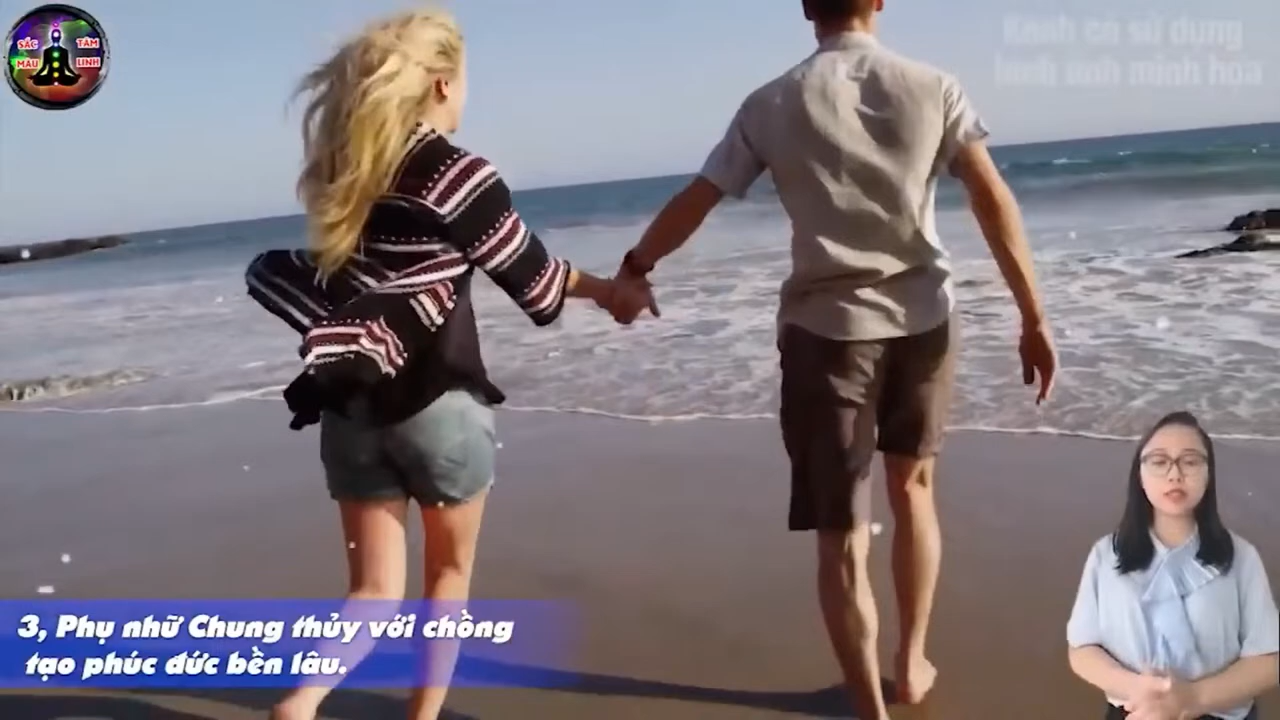 SẮC TÂM
MÀU LINH
Kênh có sử dụng
hình ảnh minh họa
3, Phụ nhữ Chung thủy với chồng
tạo phúc đức bền lâu.